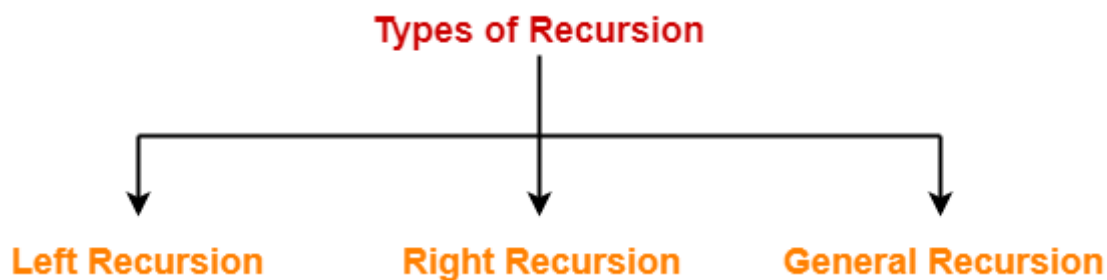 Types of Recursion
Left Recursion
Right Recursion
General Recursion